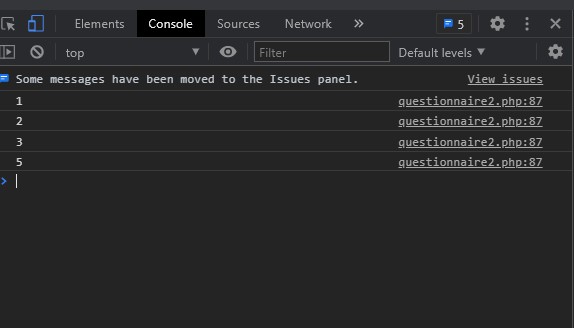 Elements Console Sources Network » 5
top Filter Default levels
Some messages have been moved to the Issues panel. View issues
1 questionnaire2.php:87
2 questionnaire2.php:87
3 questionnaire2.php:87
5 questionnaire2.php:87
>